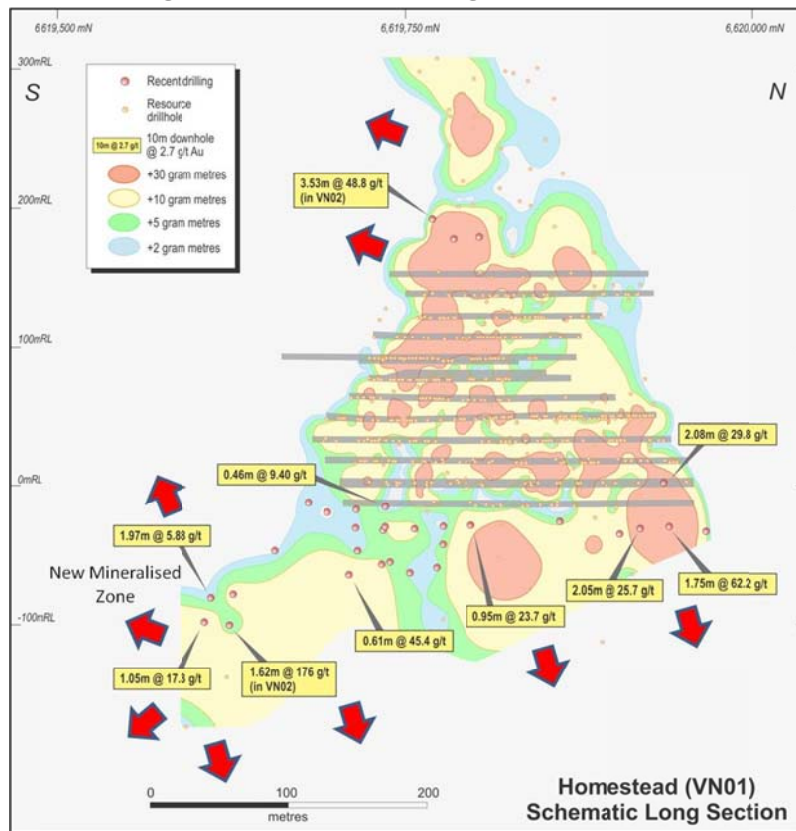 6619,500 mN
6,619,750 mN
6,620,000 mN
300mRL
S
N
Recent drilling
Resource
drillhole
10m @ 2.7 g/t
10m downhole
@ 2.7 g/t Au
+30 gram metres
+10 gram metres
+5 gram metres
+2 gram metres
3.53m @ 48.8 g/t
(in VN02)
200mRL
100mRL
2.08m @ 29.8 g/t
0.46m @ 9.40 g/t
0mRL
1.97m @ 5.88 g/t
New Mineralised
Zone
-100mRL
2.05m @ 25.7 g/t
1.75m @ 62.2 g/t
0.95m @ 23.7 g/t
0.61m @ 45.4 g/t
1.05m @ 17.3 g/t
1.62m @ 176 g/t
(in VN02)
0
100
200
metres
Homestead (VN01)
Schematic Long Section